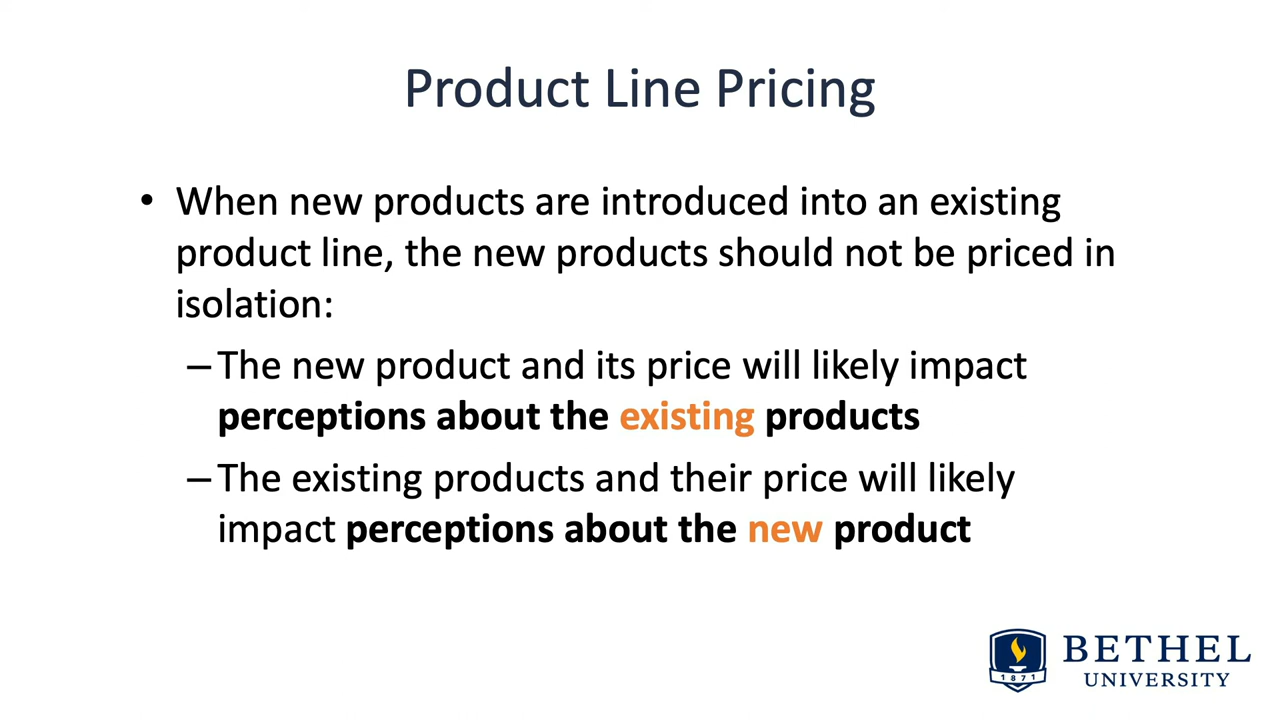 Product Line Pricing
• When new products are introduced into an existing
product line, the new products should not be priced in
isolation:
–The new product and its price will likely impact
perceptions about the existing products
–The existing products and their price will likely
impact perceptions about the new product
BETHEL
UNIVERSITY
1871